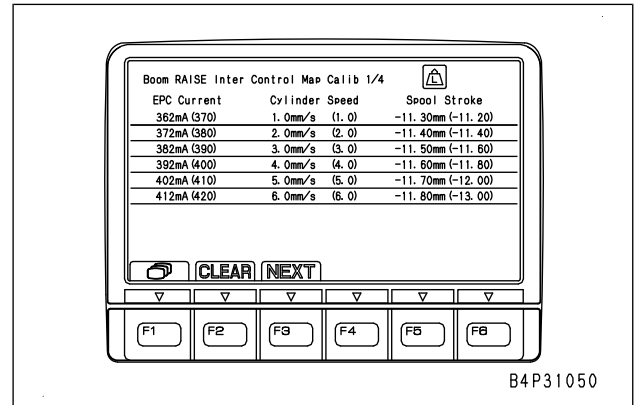 Boom RAISE Inter Control Map Calib 1/4
L
EPC Current Cylinder Speed Spool Stroke
362mA (370) 1. 0mm/s (1. 0) -11. 30mm (-11. 20)
372mA (380) 2. 0mm/s (2. 0) -11. 40mm (-11. 40)
382mA (390) 3. 0mm/s (3. 0) -11. 50mm (-11. 60)
392mA (400) 4. 0mm/s (4. 0) -11. 60mm (-11. 80)
402mA (410) 5. 0mm/s (5. 0) -11. 70mm (-12. 00)
412mA (420) 6. 0mm/s (6. 0) -11. 80mm (-13. 00)
CLEAR NEXT
F1 F2 F3 F4 F5 F6
B4P31050